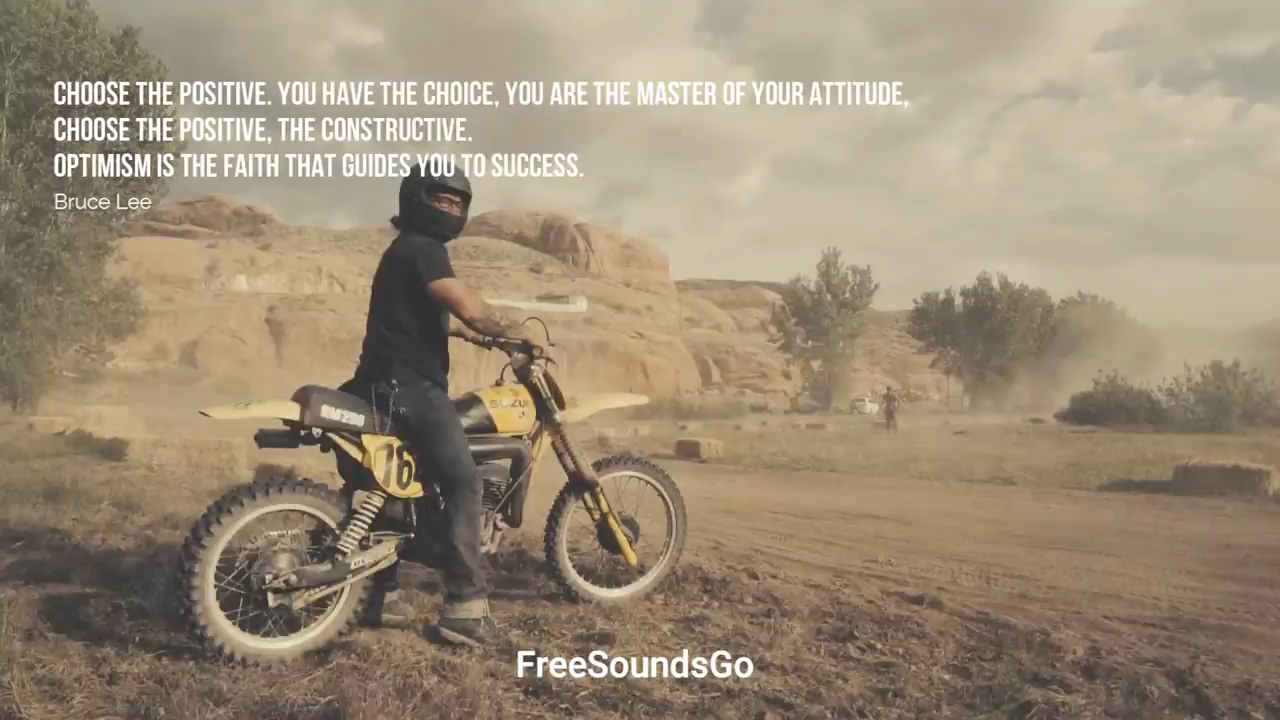 CHOOSE THE POSITIVE. YOU HAVE THE CHOICE, YOU ARE THE MASTER OF YOUR ATTITUDE,
CHOOSE THE POSITIVE, THE CONSTRUCTIVE.
OPTIMISM IS THE FAITH THAT GUIDES YOU TO SUCCESS.
Bruce Lee
SUZUKI
16
FreeSoundsGo